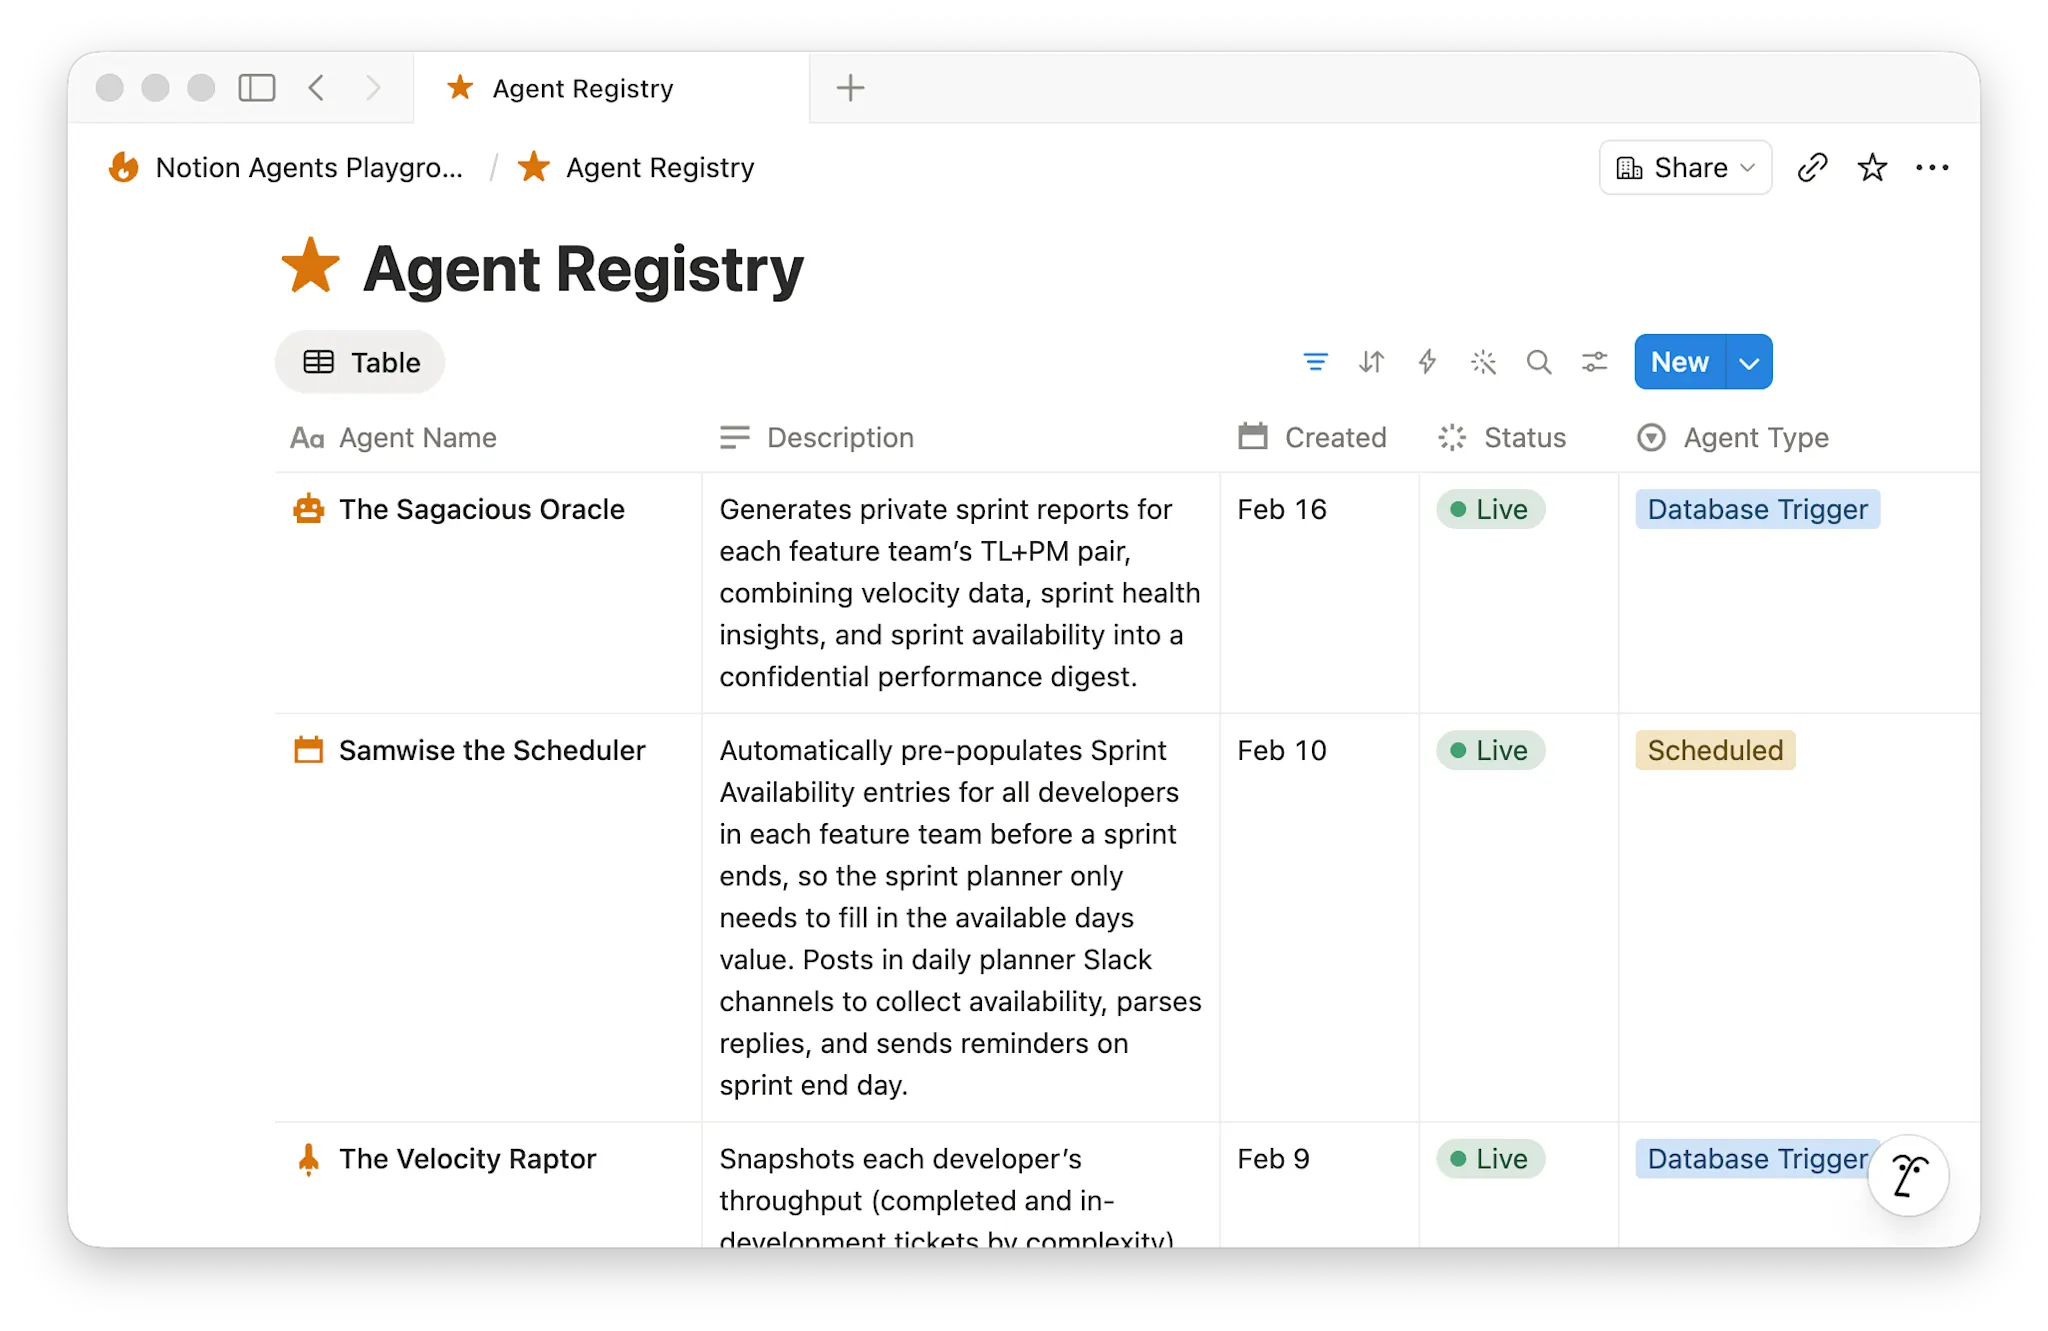 Agent Registry
Notion Agents Playgro... / Agent Registry
Share
Agent Registry
Table
New
Aa Agent Name
Description
Created
Status
Agent Type
The Sagacious Oracle
Generates private sprint reports for
each feature team’s TL+PM pair,
combining velocity data, sprint health
insights, and sprint availability into a
confidential performance digest.
Feb 16
Live
Database Trigger
Samwise the Scheduler
Automatically pre-populates Sprint
Availability entries for all developers
in each feature team before a sprint
ends, so the sprint planner only
needs to fill in the available days
value. Posts in daily planner Slack
channels to collect availability, parses
replies, and sends reminders on
sprint end day.
Feb 10
Live
Scheduled
The Velocity Raptor
Snapshots each developer’s
throughput (completed and in-
development tickets by complexity)
Feb 9
Live
Database Trigger